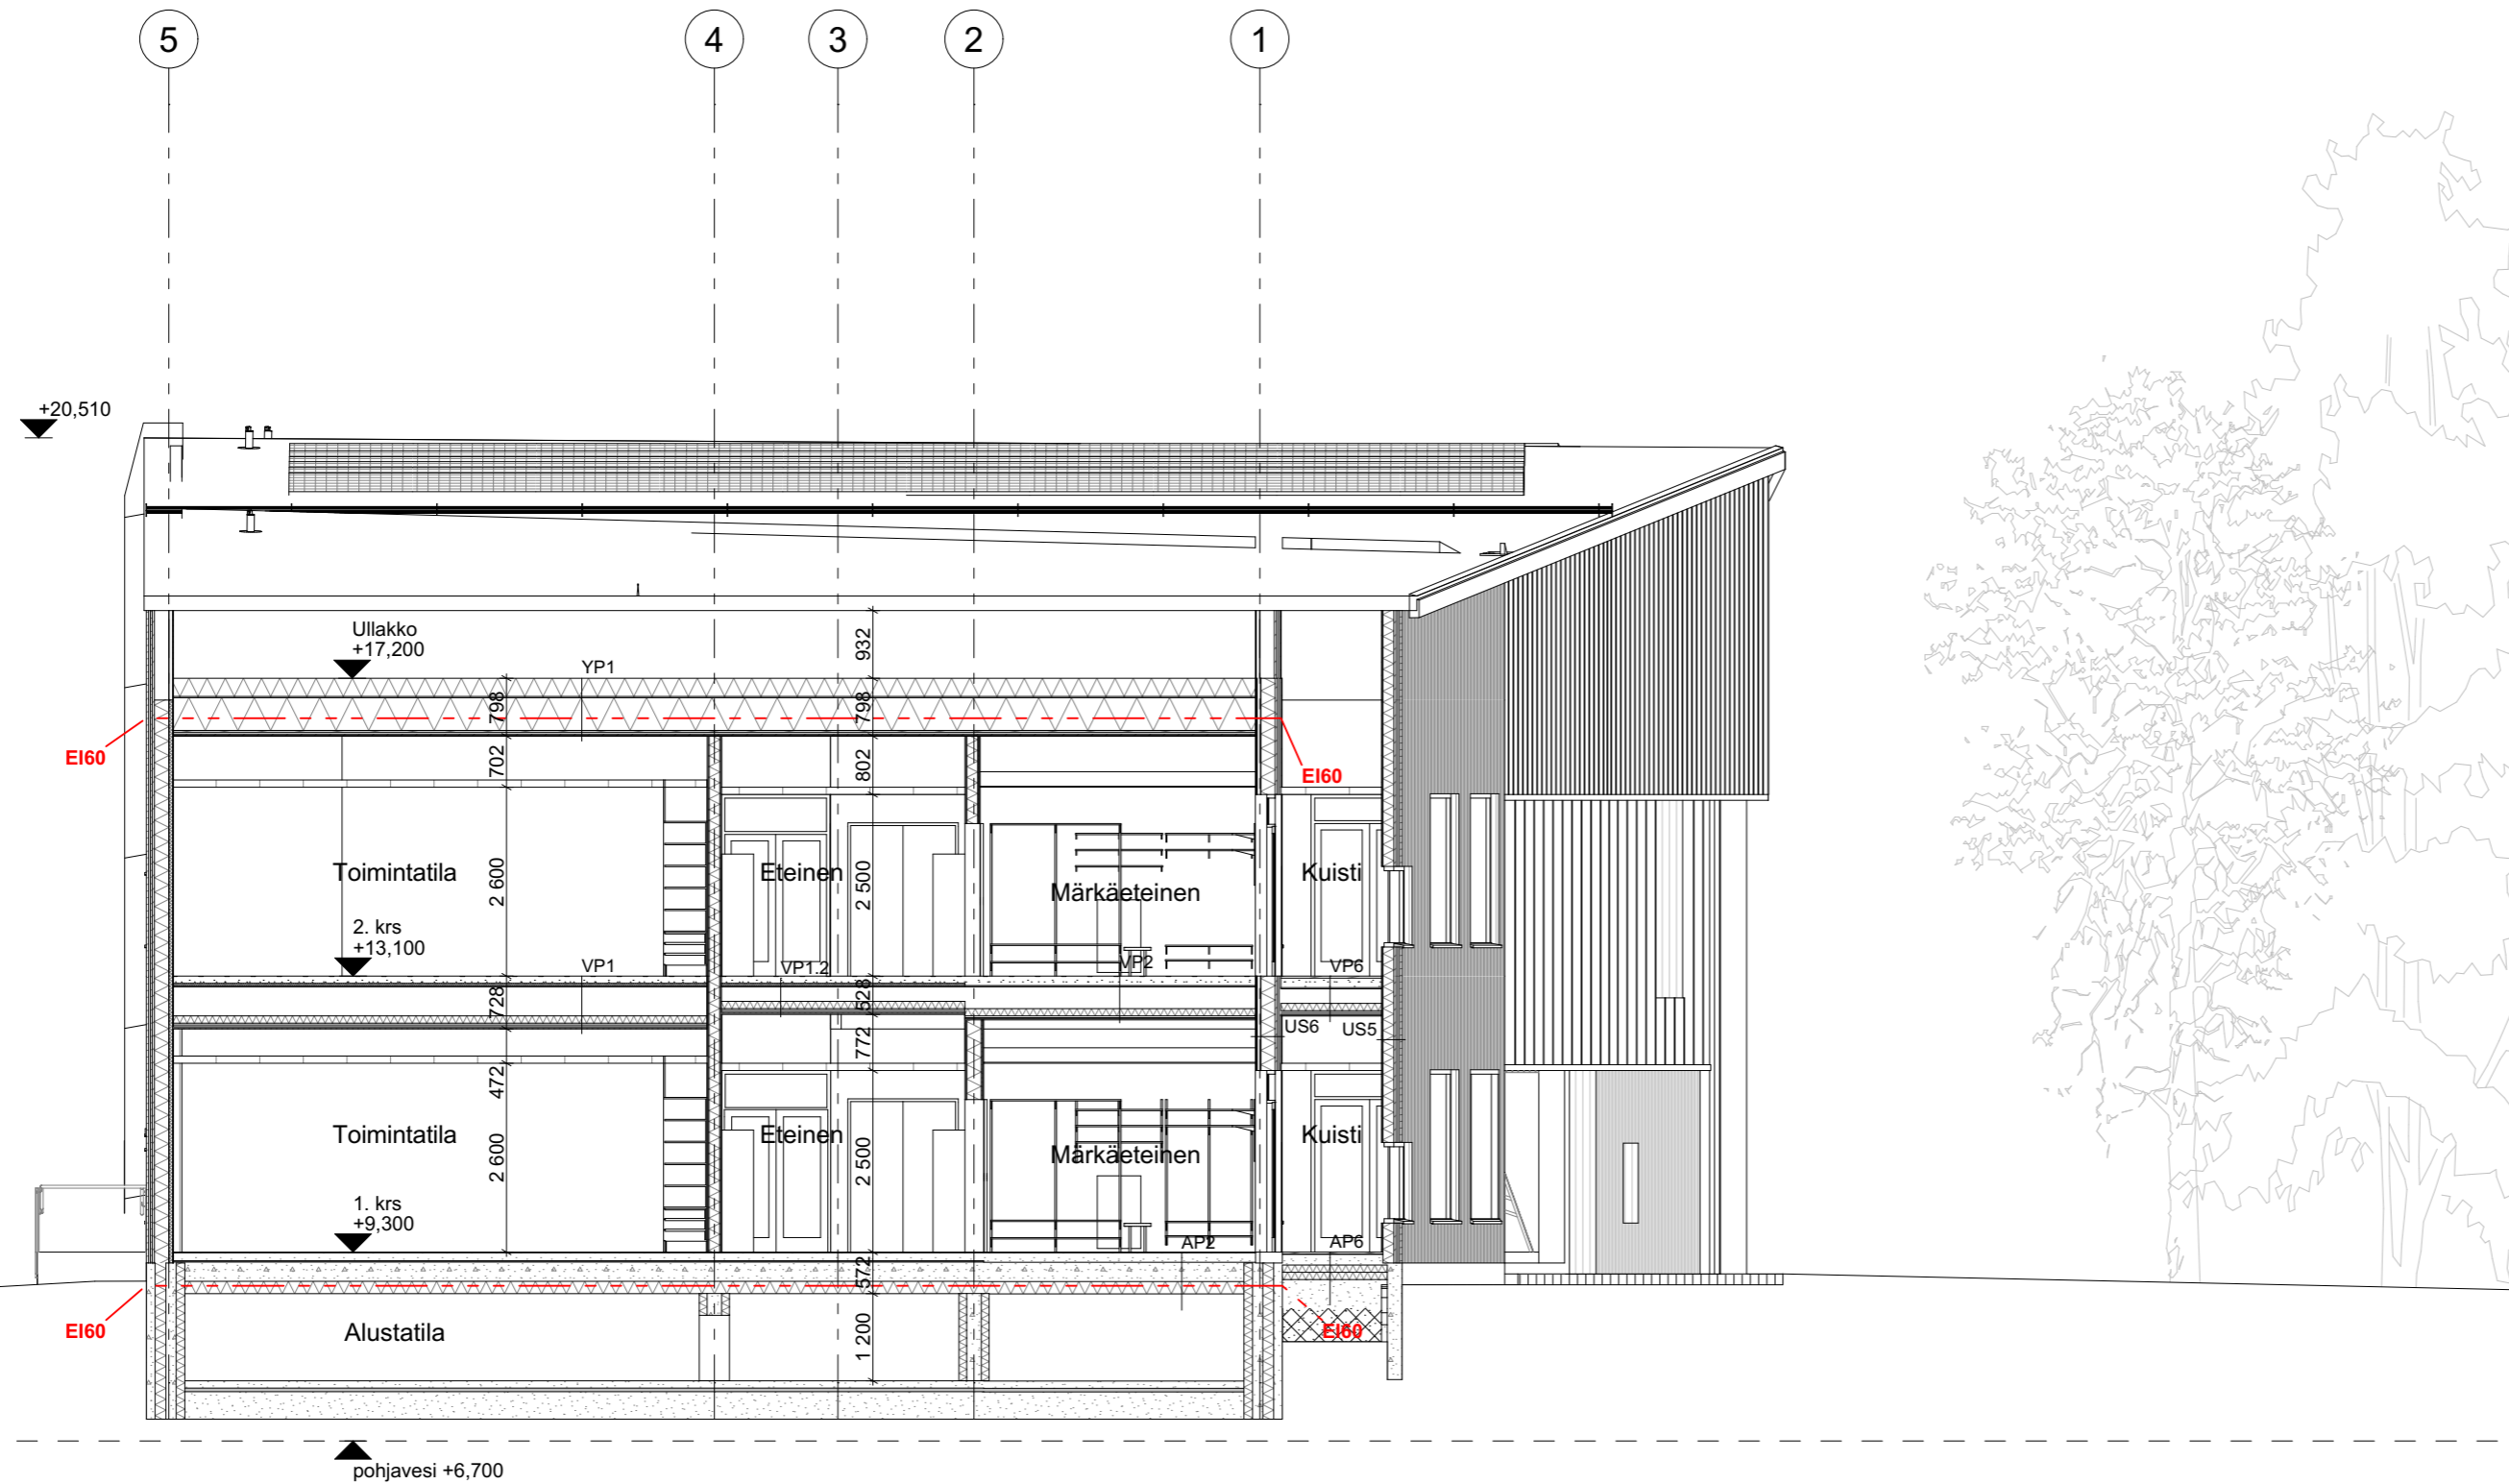 5
4
3
2
1
+20,510
Ullakko
+17,200
YP1
932
798
798
EI60
EI60
702
802
Toimintatila
2 600
Eteinen
2 500
Märkäeteinen
Kuisti
2. krs
+13,100
VP1
VP1.2
VP2
VP6
728
528
US6
US5
772
472
Toimintatila
2 600
Eteinen
2 500
Märkäeteinen
Kuisti
1. krs
+9,300
AP2
AP6
572
EI60
EI60
Alustatila
1 200
pohjavesi +6,700